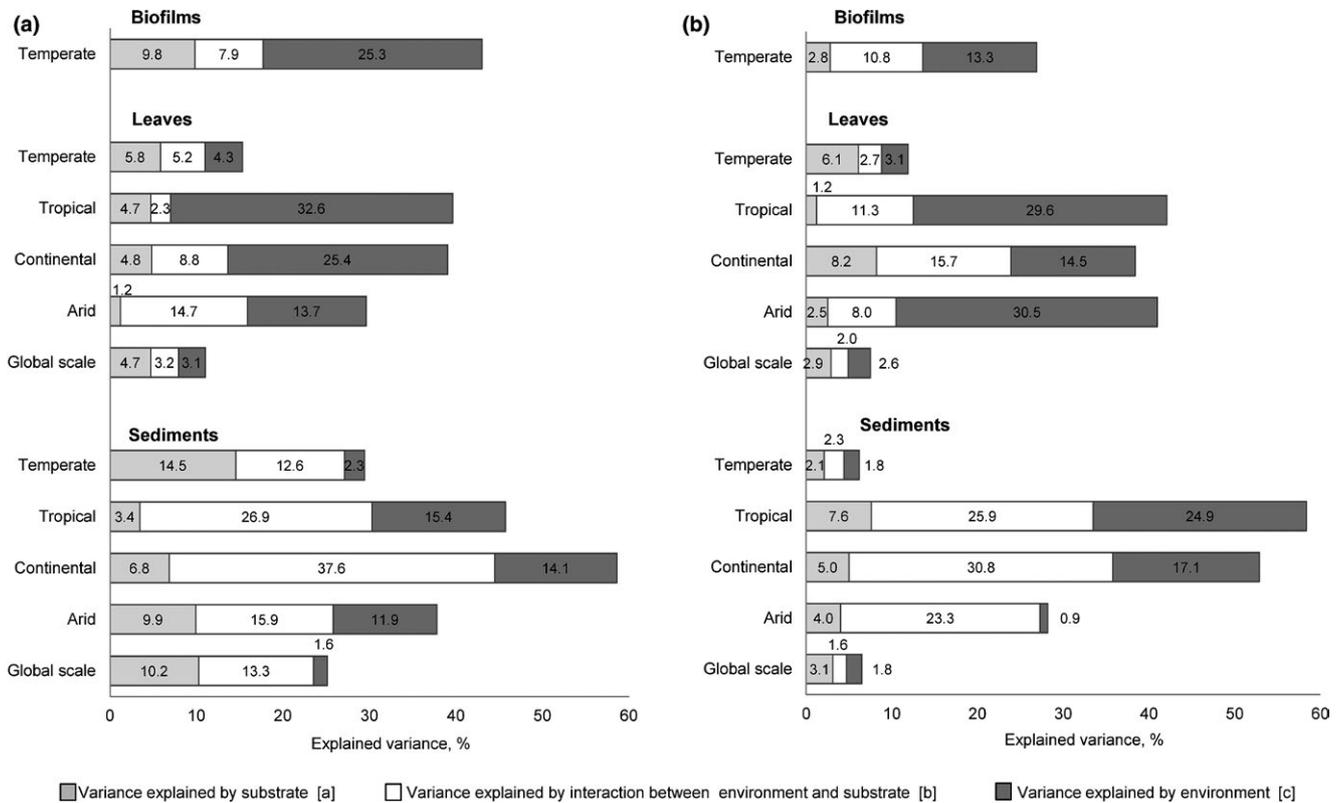 (a)
Biofilms
Temperate 9.8 7.9 25.3
Leaves
Temperate 5.8 5.2 4.3
Tropical 4.7 2.3 32.6
Continental 4.8 8.8 25.4
1.2
Arid 14.7 13.7
Global scale 4.7 3.2 3.1
Sediments
Temperate 14.5 12.6 2.3
Tropical 3.4 26.9 15.4
Continental 6.8 37.6 14.1
Arid 9.9 15.9 11.9
1.6
Global scale 10.2 13.3
0 10 20 30 40 50 60
Explained variance, %
(b)
Biofilms
Temperate 2.8 10.8 13.3
Leaves
Temperate 6.1 2.7 3.1
1.2
Tropical 11.3 29.6
Continental 8.2 15.7 14.5
Arid 2.5 8.0 30.5
2.0
Global scale 2.9 2.6
Sediments
2.3
Temperate 2.1 1.8
Tropical 7.6 25.9 24.9
Continental 5.0 30.8 17.1
Arid 4.0 23.3 0.9
1.6
Global scale 3.1 1.8
0 10 20 30 40 50 60
Explained variance, %
Variance explained by substrate [a] Variance explained by interaction between environment and substrate [b] Variance explained by environment [c]